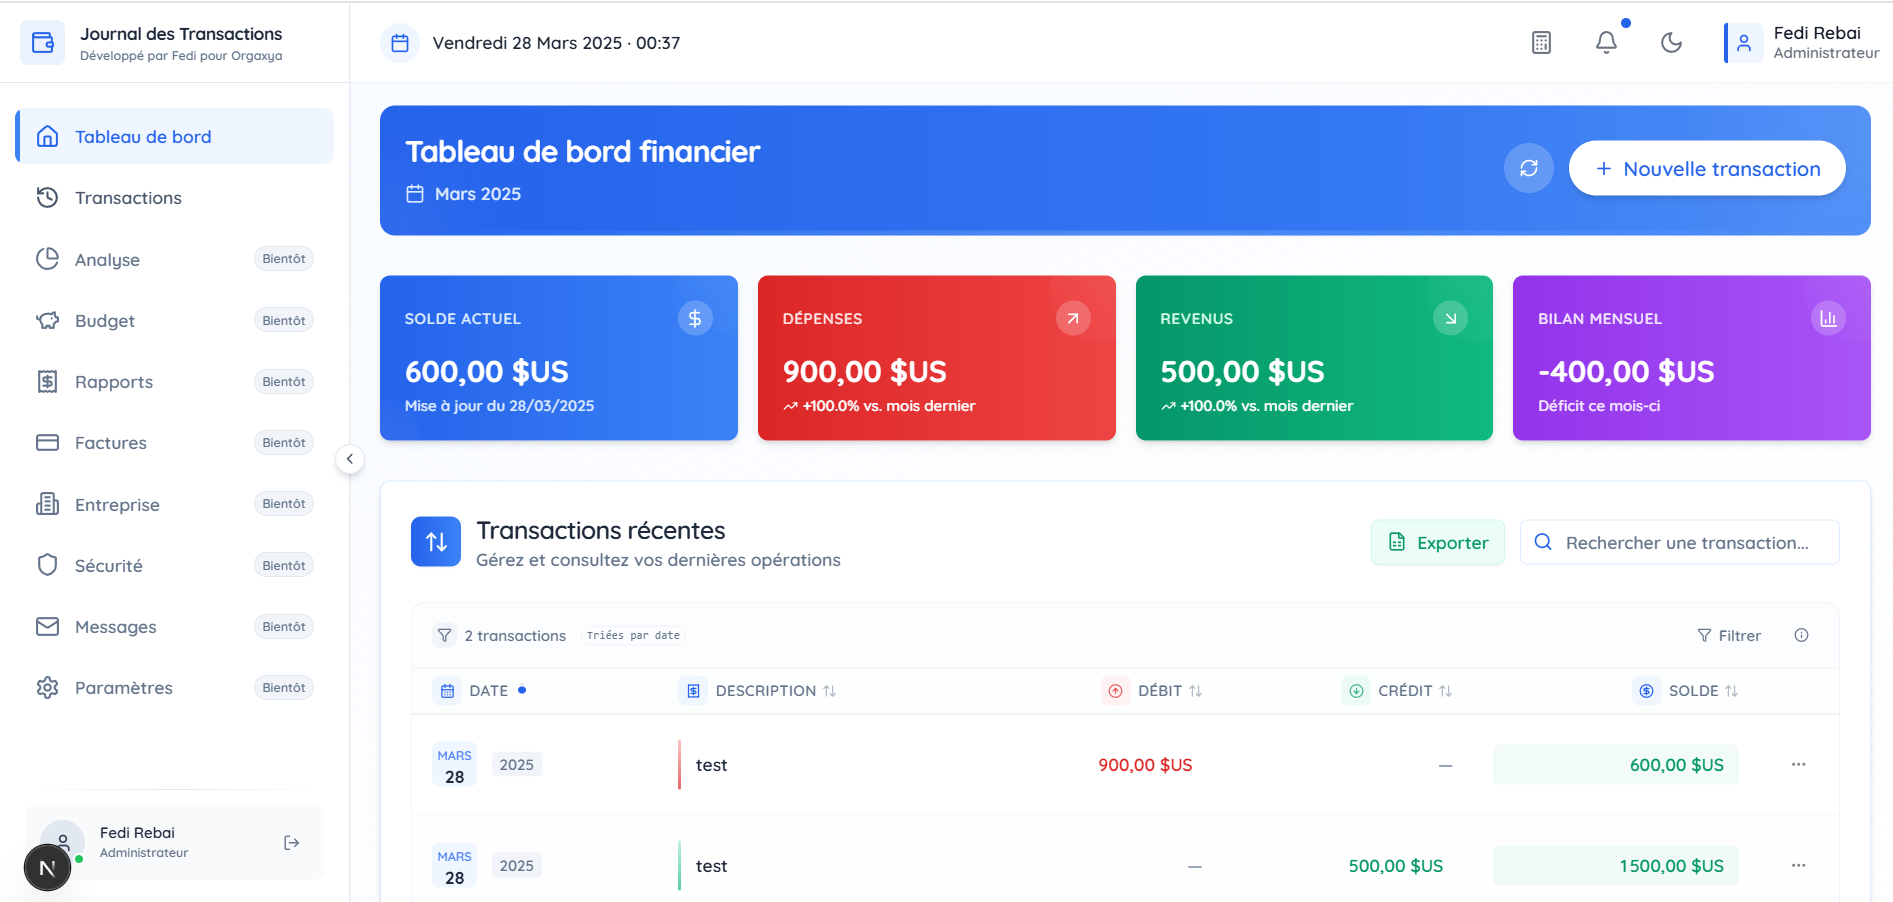 Journal des Transactions
Développé par Fedi pour Orgaxya
Vendredi 28 Mars 2025 · 00:37
Fedi Rebai
Administrateur
Tableau de bord
Transactions
Analyse Bientôt
Budget Bientôt
Rapports Bientôt
Factures Bientôt
Entreprise Bientôt
Sécurité Bientôt
Messages Bientôt
Paramètres Bientôt
Fedi Rebai
Administrateur
N
Tableau de bord financier
Mars 2025
Nouvelle transaction
SOLDE ACTUEL
600,00 $US
Mise à jour du 28/03/2025
DÉPENSES
900,00 $US
+100.0% vs. mois dernier
REVENUS
500,00 $US
+100.0% vs. mois dernier
BILAN MENSUEL
-400,00 $US
Déficit ce mois-ci
Transactions récentes
Gérez et consultez vos dernières opérations
Exporter
Rechercher une transaction...
2 transactions Triées par date
Filtrer
DATE DESCRIPTION DÉBIT CRÉDIT SOLDE
MARS
28
2025 test 900,00 $US — 600,00 $US ...
MARS
28
2025 test — 500,00 $US 1 500,00 $US ...